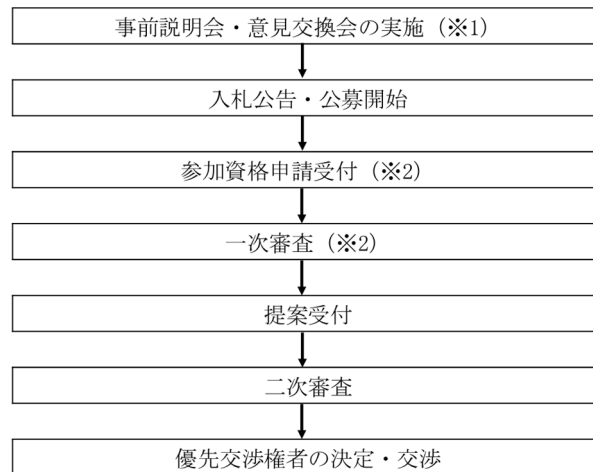 事前説明会・意見交換会の実施（※1）
入札公告・公募開始
参加資格申請受付（※2）
一次審査（※2）
提案受付
二次審査
優先交渉権者の決定・交渉